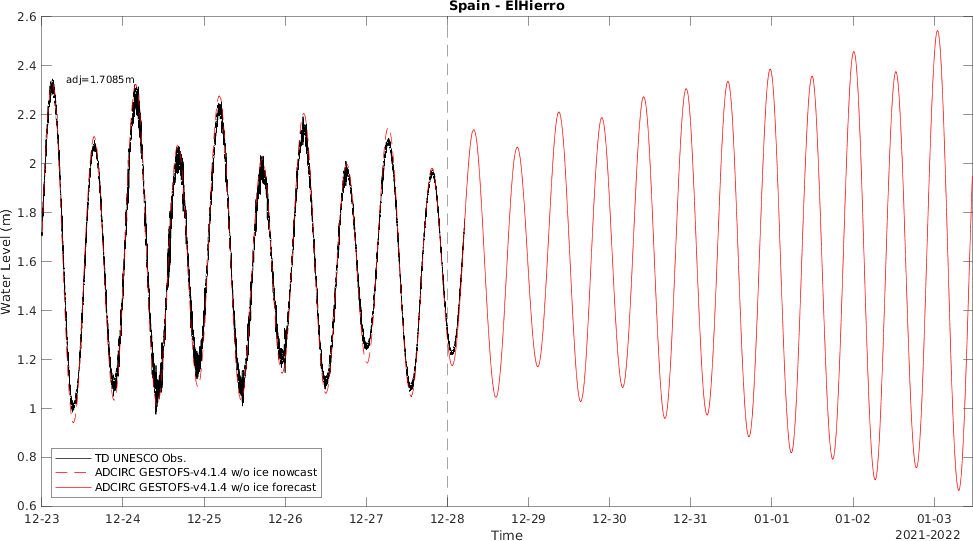 Spain - ElHierro
2.6
2.4
2.2
2
1.8
1.6
1.4
1.2
1
0.8
0.6
Water Level (m)
adj=1.7085m
TD UNESCO Obs.
ADCIRC GESTOFS-v4.1.4 w/o ice nowcast
ADCIRC GESTOFS-v4.1.4 w/o ice forecast
12-23 12-24 12-25 12-26 12-27 12-28 12-29 12-30 12-31 01-01 01-02 01-03
Time
2021-2022